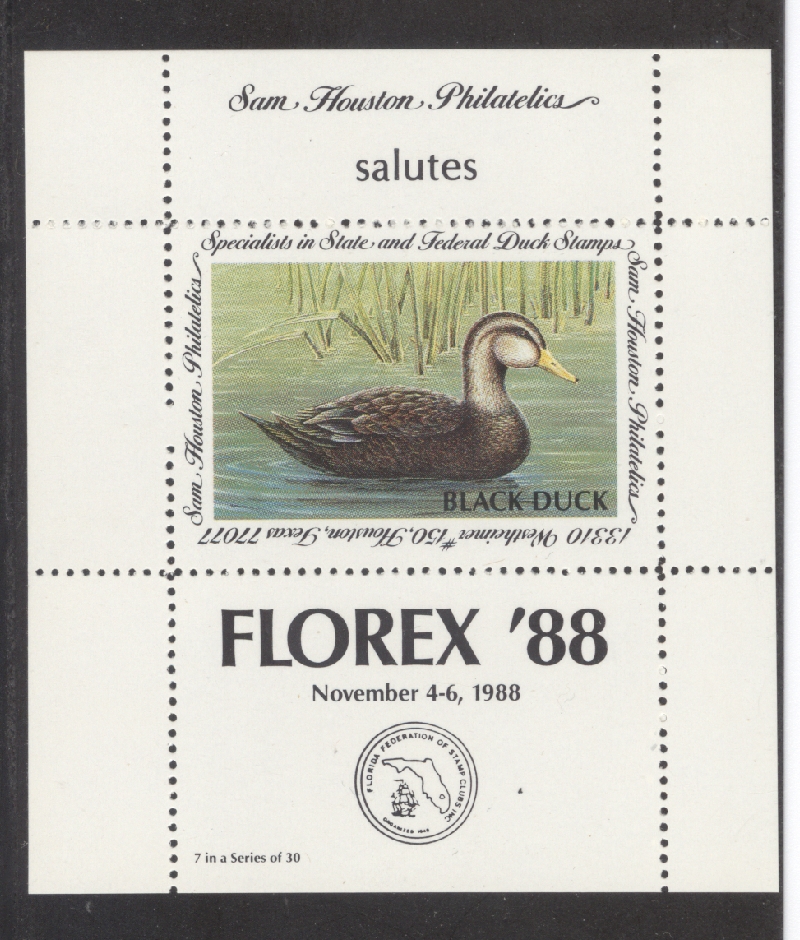 Sam Houston Philatelics
salutes
Specialists in State and Federal Duck Stamps
Sam Houston Philatelics
Sam Houston Philatelics
BLACK DUCK
13310 Westheimer #150, Houston, Texas 77077
FLOREX '88
November 4-6, 1988
FLORIDA FEDERATION OF STAMP CLUBS INC
ORGANIZED
7 in a Series of 30